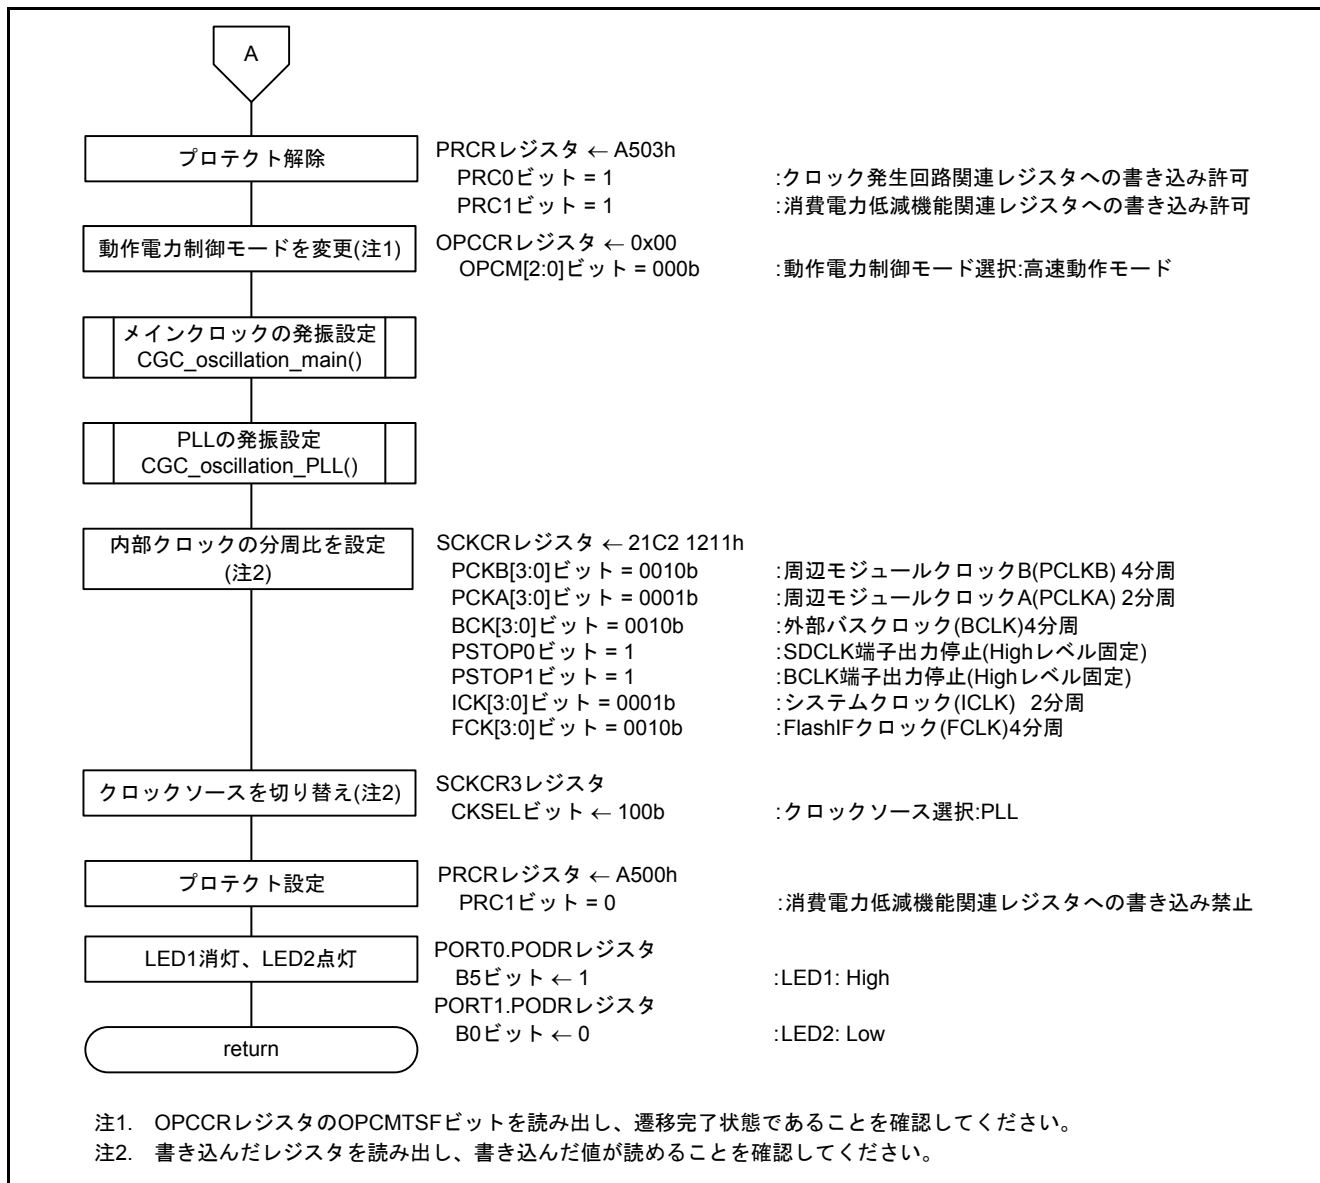 A
プロテクト解除
PRCRレジスタ ← A503h
PRC0ビット = 1 :クロック発生回路関連レジスタへの書き込み許可
PRC1ビット = 1 :消費電力低減機能関連レジスタへの書き込み許可
動作電力制御モードを変更(注1)
OPCCRレジスタ ← 0x00
OPCM[2:0]ビット = 000b :動作電力制御モード選択:高速動作モード
メインクロックの発振設定
CGC_oscillation_main()
PLLの発振設定
CGC_oscillation_PLL()
内部クロックの分周比を設定
(注2)
SCKCRレジスタ ← 21C2 1211h
PCKB[3:0]ビット = 0010b :周辺モジュールクロックB(PCLKB) 4分周
PCKA[3:0]ビット = 0001b :周辺モジュールクロックA(PCLKA) 2分周
BCK[3:0]ビット = 0010b :外部バスクロック(BCLK)4分周
PSTOP0ビット = 1 :SDCLK端子出力停止(Highレベル固定)
PSTOP1ビット = 1 :BCLK端子出力停止(Highレベル固定)
ICK[3:0]ビット = 0001b :システムクロック(ICLK) 2分周
FCK[3:0]ビット = 0010b :FlashIFクロック(FCLK)4分周
クロックソースを切り替え(注2)
SCKCR3レジスタ
CKSELビット ← 100b :クロックソース選択:PLL
プロテクト設定
PRCRレジスタ ← A500h
PRC1ビット = 0 :消費電力低減機能関連レジスタへの書き込み禁止
LED1消灯、LED2点灯
PORT0.PODRレジスタ
B5ビット ← 1 :LED1: High
PORT1.PODRレジスタ
B0ビット ← 0 :LED2: Low
return
注1. OPCCRレジスタのOPCMTSFビットを読み出し、遷移完了状態であることを確認してください。
注2. 書き込んだレジスタを読み出し、書き込んだ値が読めることを確認してください。